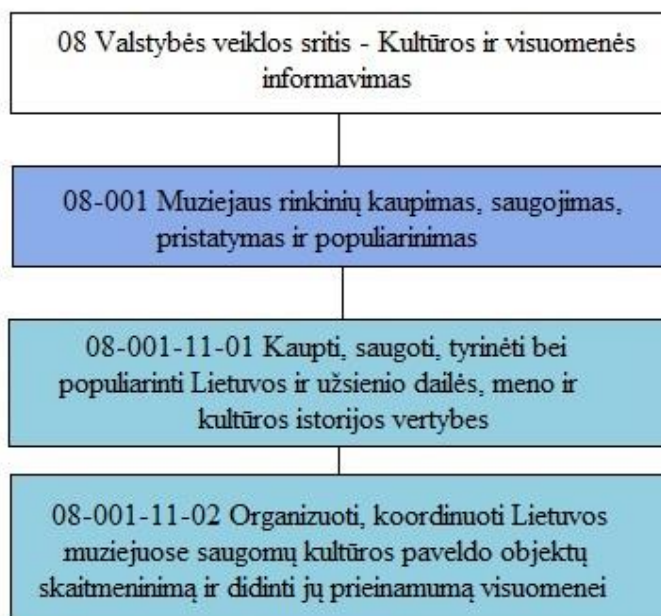 08 Valstybės veiklos sritis - Kultūros ir visuomenės
informavimas
08-001 Muziejaus rinkinių kaupimas, saugojimas,
pristatymas ir populiarinimas
08-001-11-01 Kaupti, saugoti, tyrinėti bei
populiarinti Lietuvos ir užsienio dailės, meno ir
kultūros istorijos vertybes
08-001-11-02 Organizuoti, koordinuoti Lietuvos
muziejuose saugomų kultūros paveldo objektų
skaitmeninimą ir didinti jų prieinamumą visuomenei